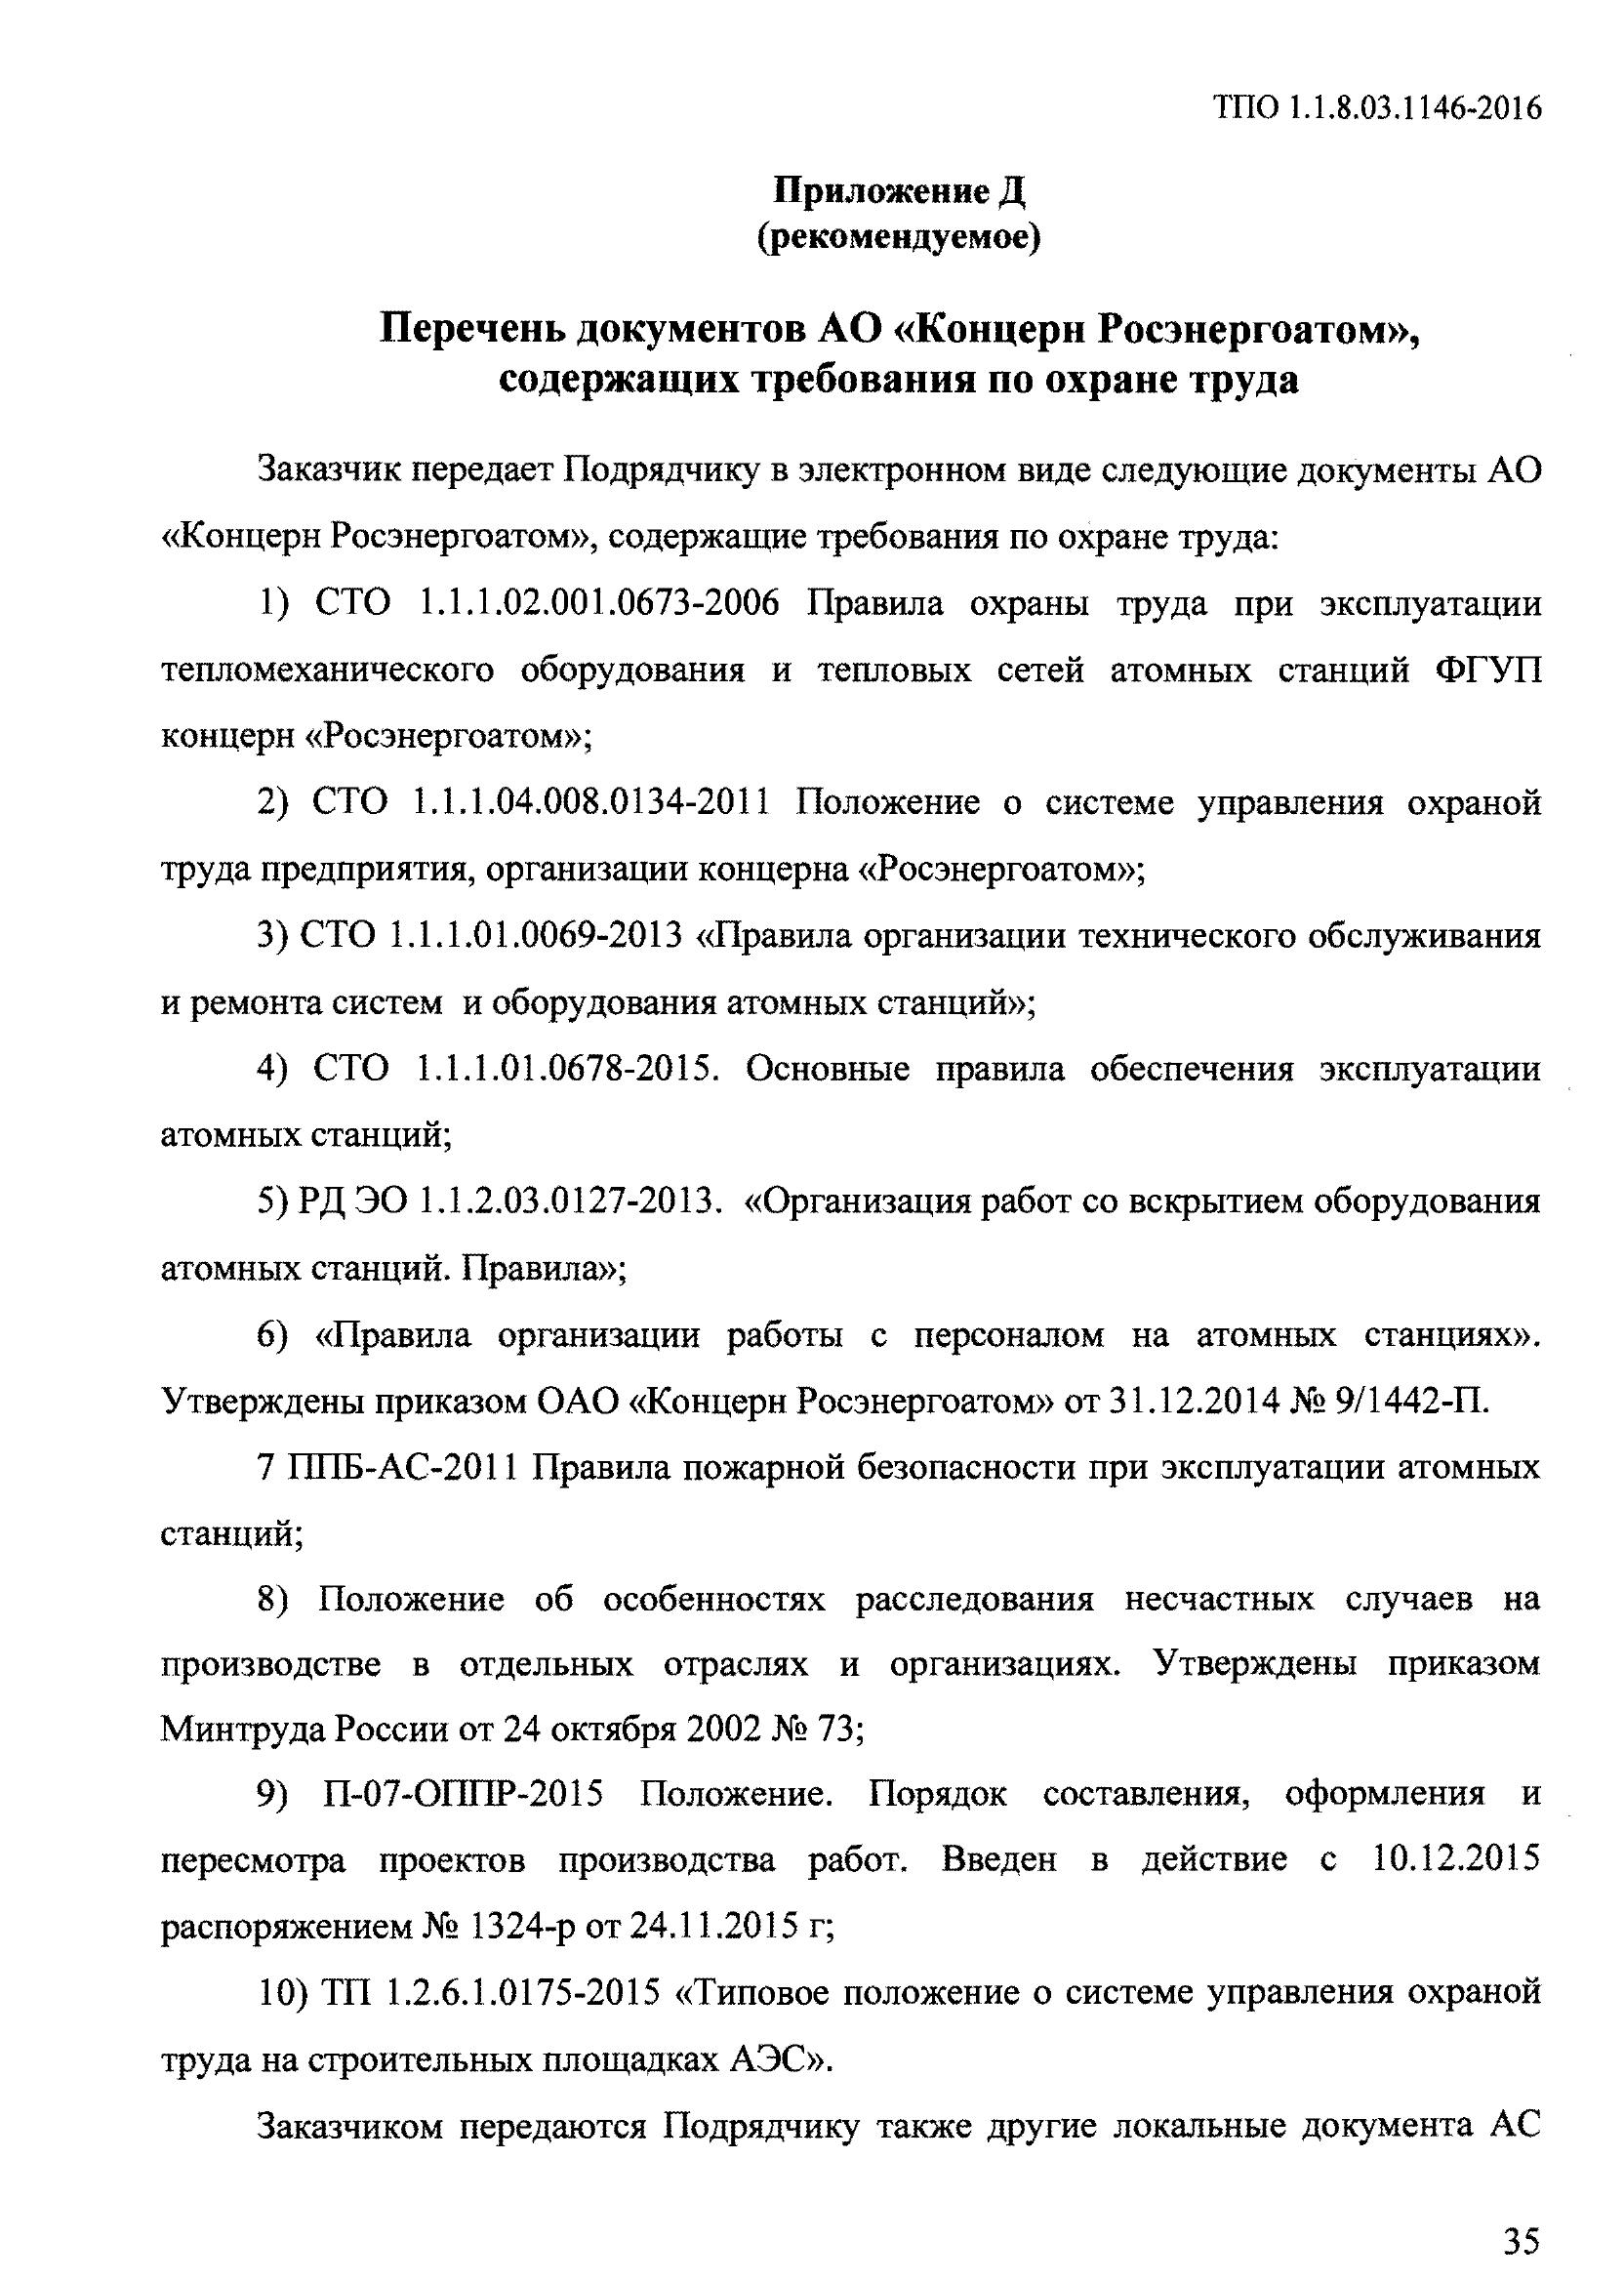 ТПО 1.1.8.03.1146-2016
Приложение Д
(рекомендуемое)
Перечень документов АО «Концерн Росэнергоатом»,
содержащих требования по охране труда
Заказчик передает Подрядчику в электронном виде следующие документы АО
«Концерн Росэнергоатом», содержащие требования по охране труда:
1) СТО 1.1.1.02.001.0673-2006 Правила охраны труда при эксплуатации
тепломеханического оборудования и тепловых сетей атомных станций ФГУП
концерн «Росэнергоатом»;
2) СТО 1.1.1.04.008.0134-2011 Положение о системе управления охраной
труда предприятия, организации концерна «Росэнергоатом»;
3) СТО 1.1.1.01.0069-2013 «Правила организации технического обслуживания
и ремонта систем  и оборудования атомных станций»;
4) СТО 1.1.1.01.0678-2015. Основные правила обеспечения эксплуатации
атомных станций;
5) РД ЭО 1.1.2.03.0127-2013.  «Организация работ со вскрытием оборудования
атомных станций. Правила»;
6) «Правила организации работы с персоналом на атомных станциях».
Утверждены приказом ОАО «Концерн Росэнергоатом» от 31.12.2014 № 9/1442-П.
7 ППБ-АС-2011 Правила пожарной безопасности при эксплуатации атомных
станций;
8) Положение об особенностях расследования несчастных случаев на
производстве в отдельных отраслях и организациях. Утверждены приказом
Минтруда России от 24 октября 2002 № 73;
9) П-07-ОППР-2015 Положение. Порядок составления, оформления и
пересмотра проектов производства работ. Введен в действие с 10.12.2015
распоряжением № 1324-р от 24.11.2015 г;
10) ТП 1.2.6.1.0175-2015 «Типовое положение о системе управления охраной
труда на строительных площадках АЭС».
Заказчиком передаются Подрядчику также другие локальные документа АС
35